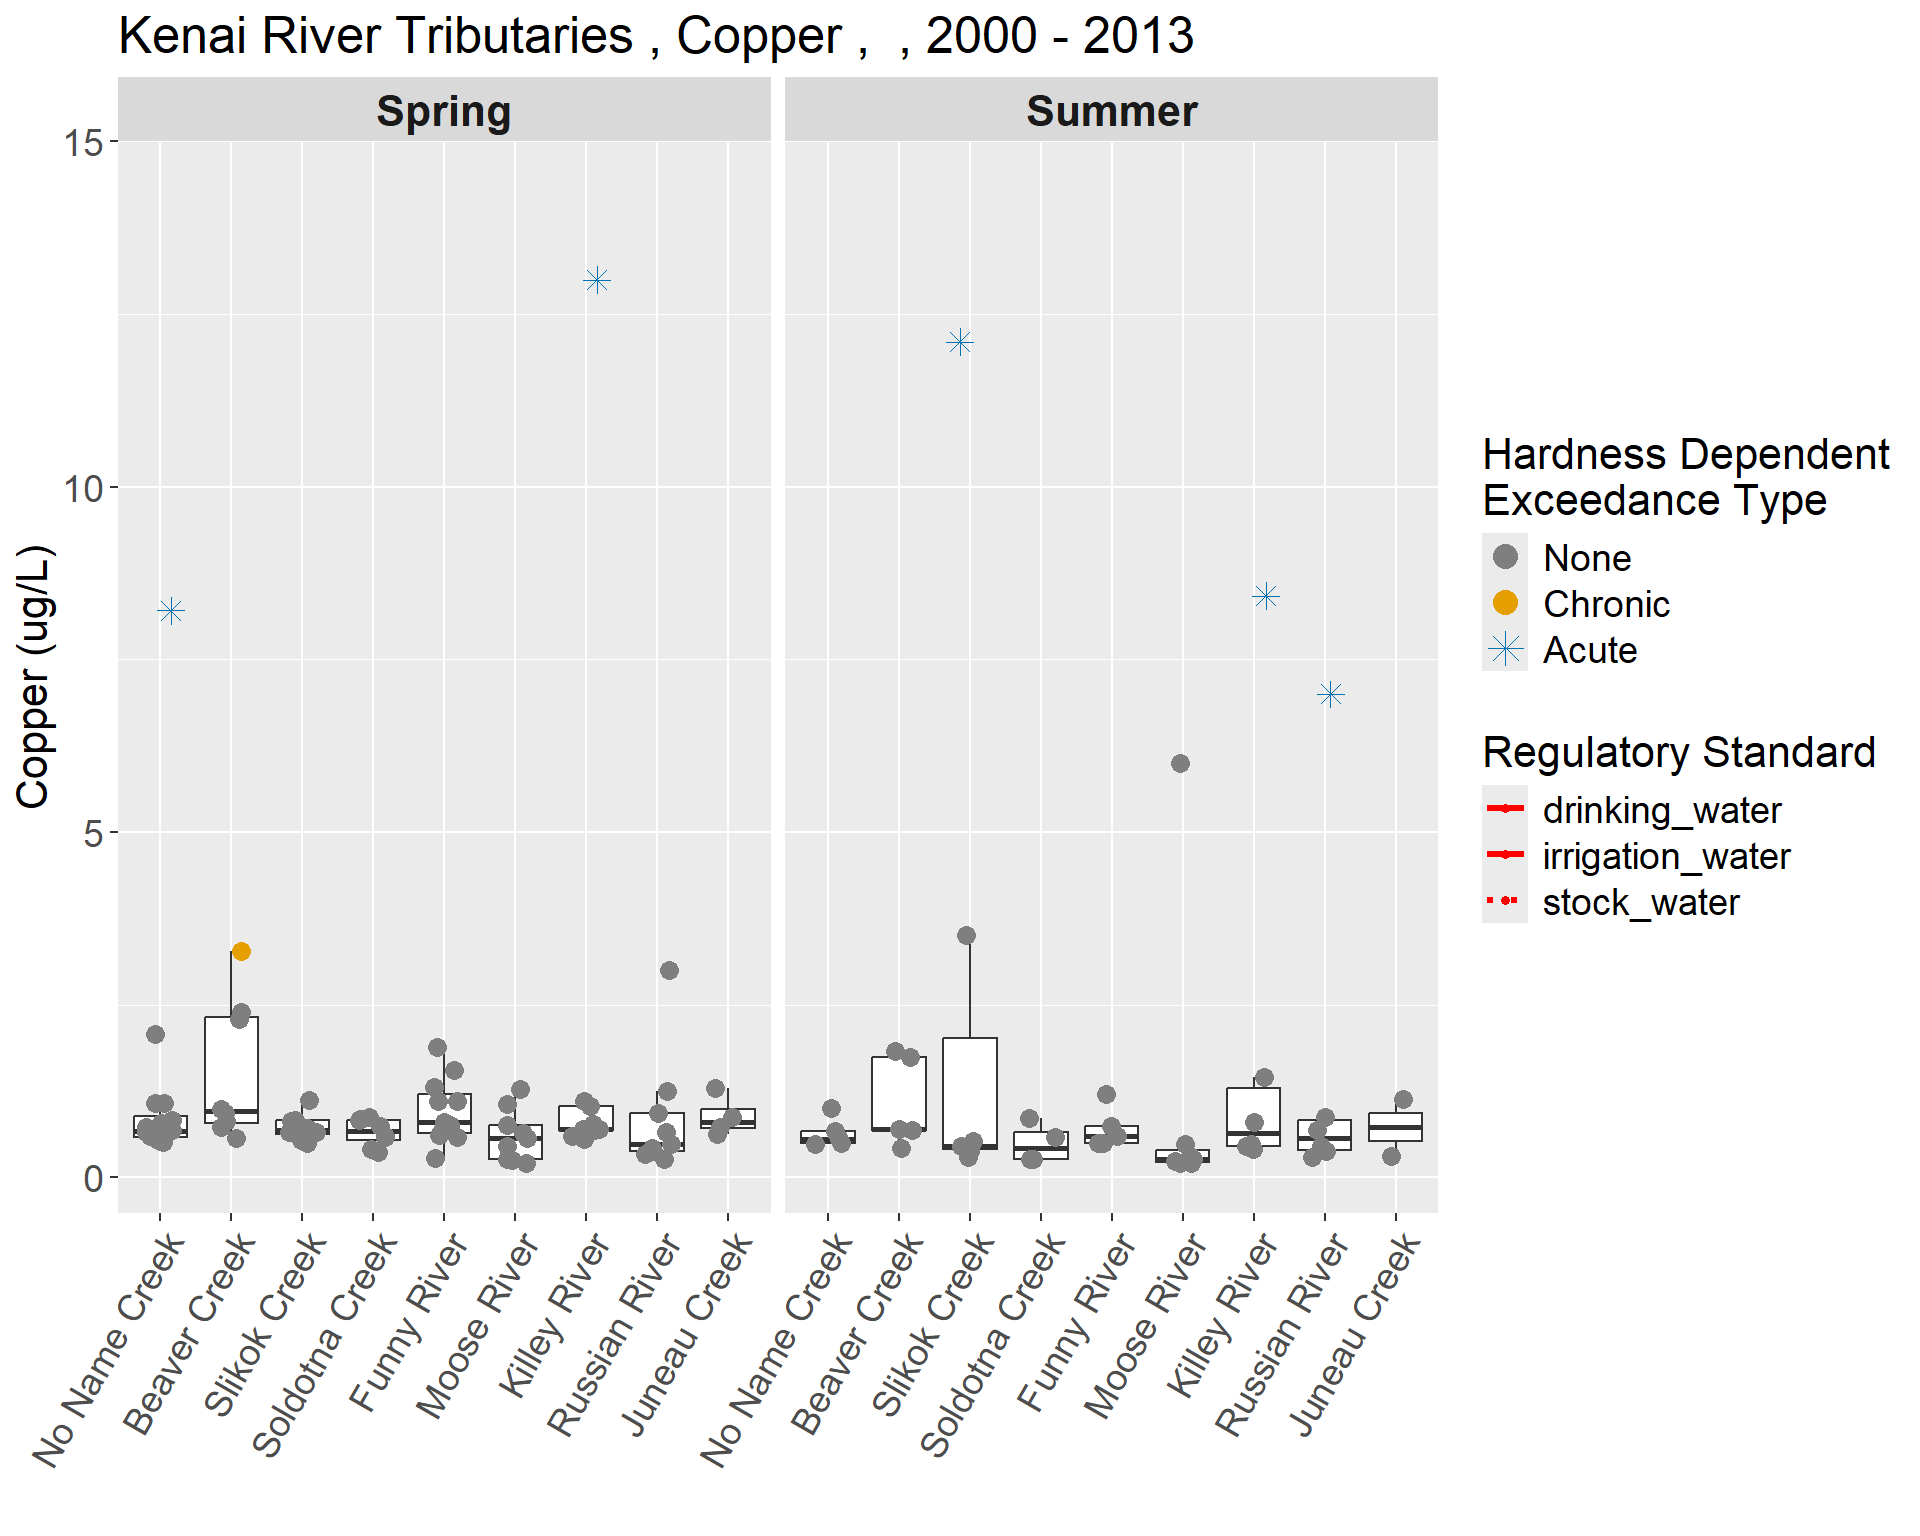 Kenai River Tributaries , Copper ,  , 2000 - 2013
Spring
Summer
15
10
5
0
Copper (ug/L)
No Name Creek
Beaver Creek
Slikok Creek
Soldotna Creek
Funny River
Moose River
Killey River
Russian River
Juneau Creek
No Name Creek
Beaver Creek
Slikok Creek
Soldotna Creek
Funny River
Moose River
Killey River
Russian River
Juneau Creek
Hardness Dependent
Exceedance Type
None
Chronic
Acute
Regulatory Standard
drinking_water
irrigation_water
stock_water